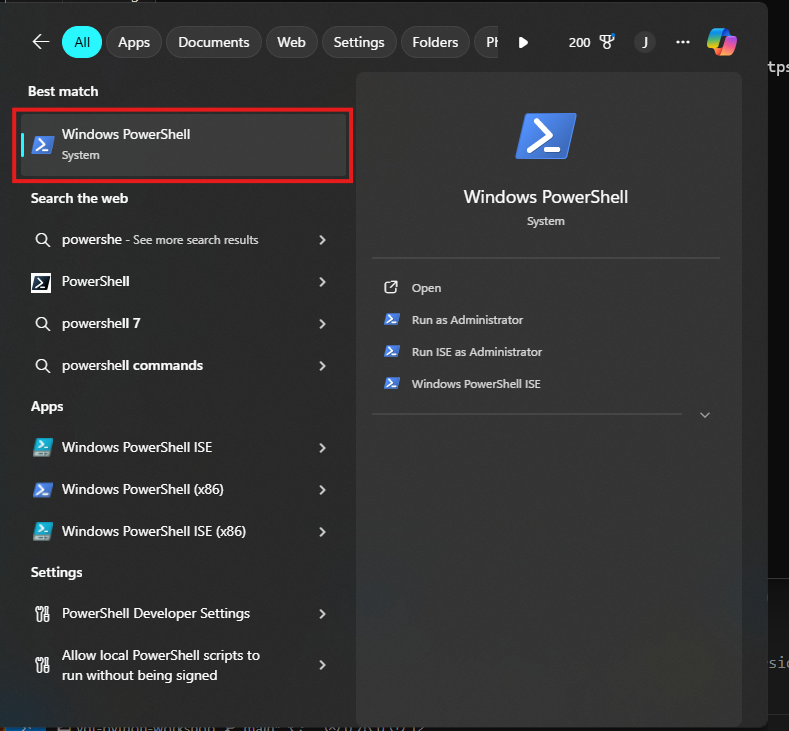 All Apps Documents Web Settings Folders Ph 200 J
tps
Best match
Windows PowerShell
System
Search the web
powershe - See more search results
PowerShell
powershell 7
powershell commands
Apps
Windows PowerShell ISE
Windows PowerShell (x86)
Windows PowerShell ISE (x86)
Settings
PowerShell Developer Settings
Allow local PowerShell scripts to
run without being signed
Windows PowerShell
System
Open
Run as Administrator
Run ISE as Administrator
Windows PowerShell ISE